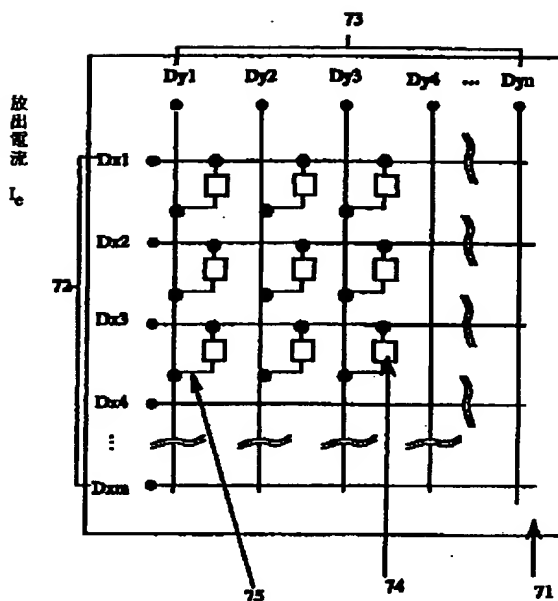 73
Dy1 Dy2 Dy3 Dy4 ... Dyn
放出電流 Ie
Dx1
Dx2
72
Dx3
Dx4
⋮
Dxm
75
74
71